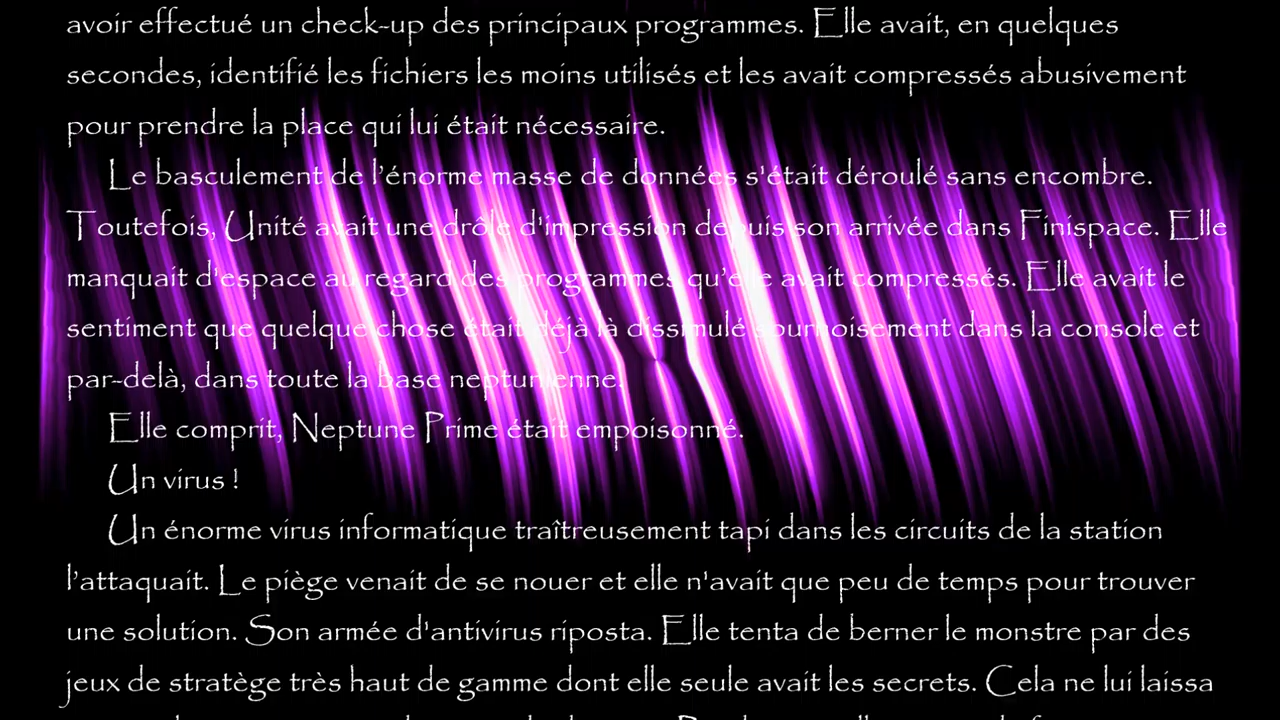 avoir effectué un check-up des principaux programmes. Elle avait, en quelques
secondes, identifié les fichiers les moins utilisés et les avait compressés abusivement
pour prendre la place qui lui était nécessaire.
Le basculement de l'énorme masse de données s'était déroulé sans encombre.
Toutefois, Unité avait une drôle d'impression depuis son arrivée dans Finispace. Elle
manquait d'espace au regard des programmes qu'elle avait compressés. Elle avait le
sentiment que quelque chose était déjà là dissimulé sournoisement dans la console et
par-delà, dans toute la base neptunienne.
Elle comprit, Neptune Prime était empoisonné.
Un virus !
Un énorme virus informatique traîtreusement tapi dans les circuits de la station
l'attaquait. Le piège venait de se nouer et elle n'avait que peu de temps pour trouver
une solution. Son armée d'antivirus riposta. Elle tenta de berner le monstre par des
jeux de stratège très haut de gamme dont elle seule avait les secrets. Cela ne lui laissa